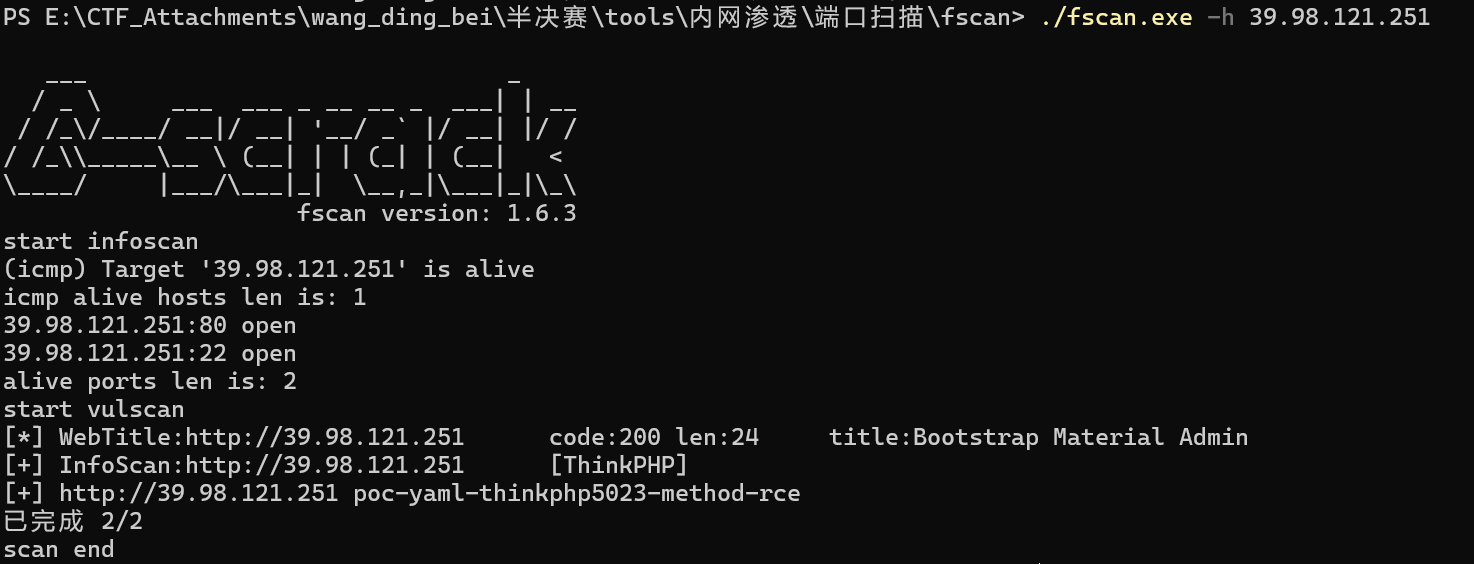 PS E:\CTF_Attachments\wang_ding_bei\半决赛\tools\内网渗透\端口扫描\fscan> ./fscan.exe -h 39.98.121.251
   ___                              _
  / _ \     ___  ___ _ __ __ _  ___| | __
 / /_\/____/ __|/ __| '__/ _` |/ __| |/ /
/ /_\\_____\__ \ (__| | | (_| | (__|   <
\____/     |___/\___|_|  \__,_|\___|_|\_\
                     fscan version: 1.6.3
start infoscan
(icmp) Target '39.98.121.251' is alive
icmp alive hosts len is: 1
39.98.121.251:80 open
39.98.121.251:22 open
alive ports len is: 2
start vulscan
[*] WebTitle:http://39.98.121.251      code:200 len:24     title:Bootstrap Material Admin
[+] InfoScan:http://39.98.121.251      [ThinkPHP]
[+] http://39.98.121.251 poc-yaml-thinkphp5023-method-rce
已完成 2/2
scan end